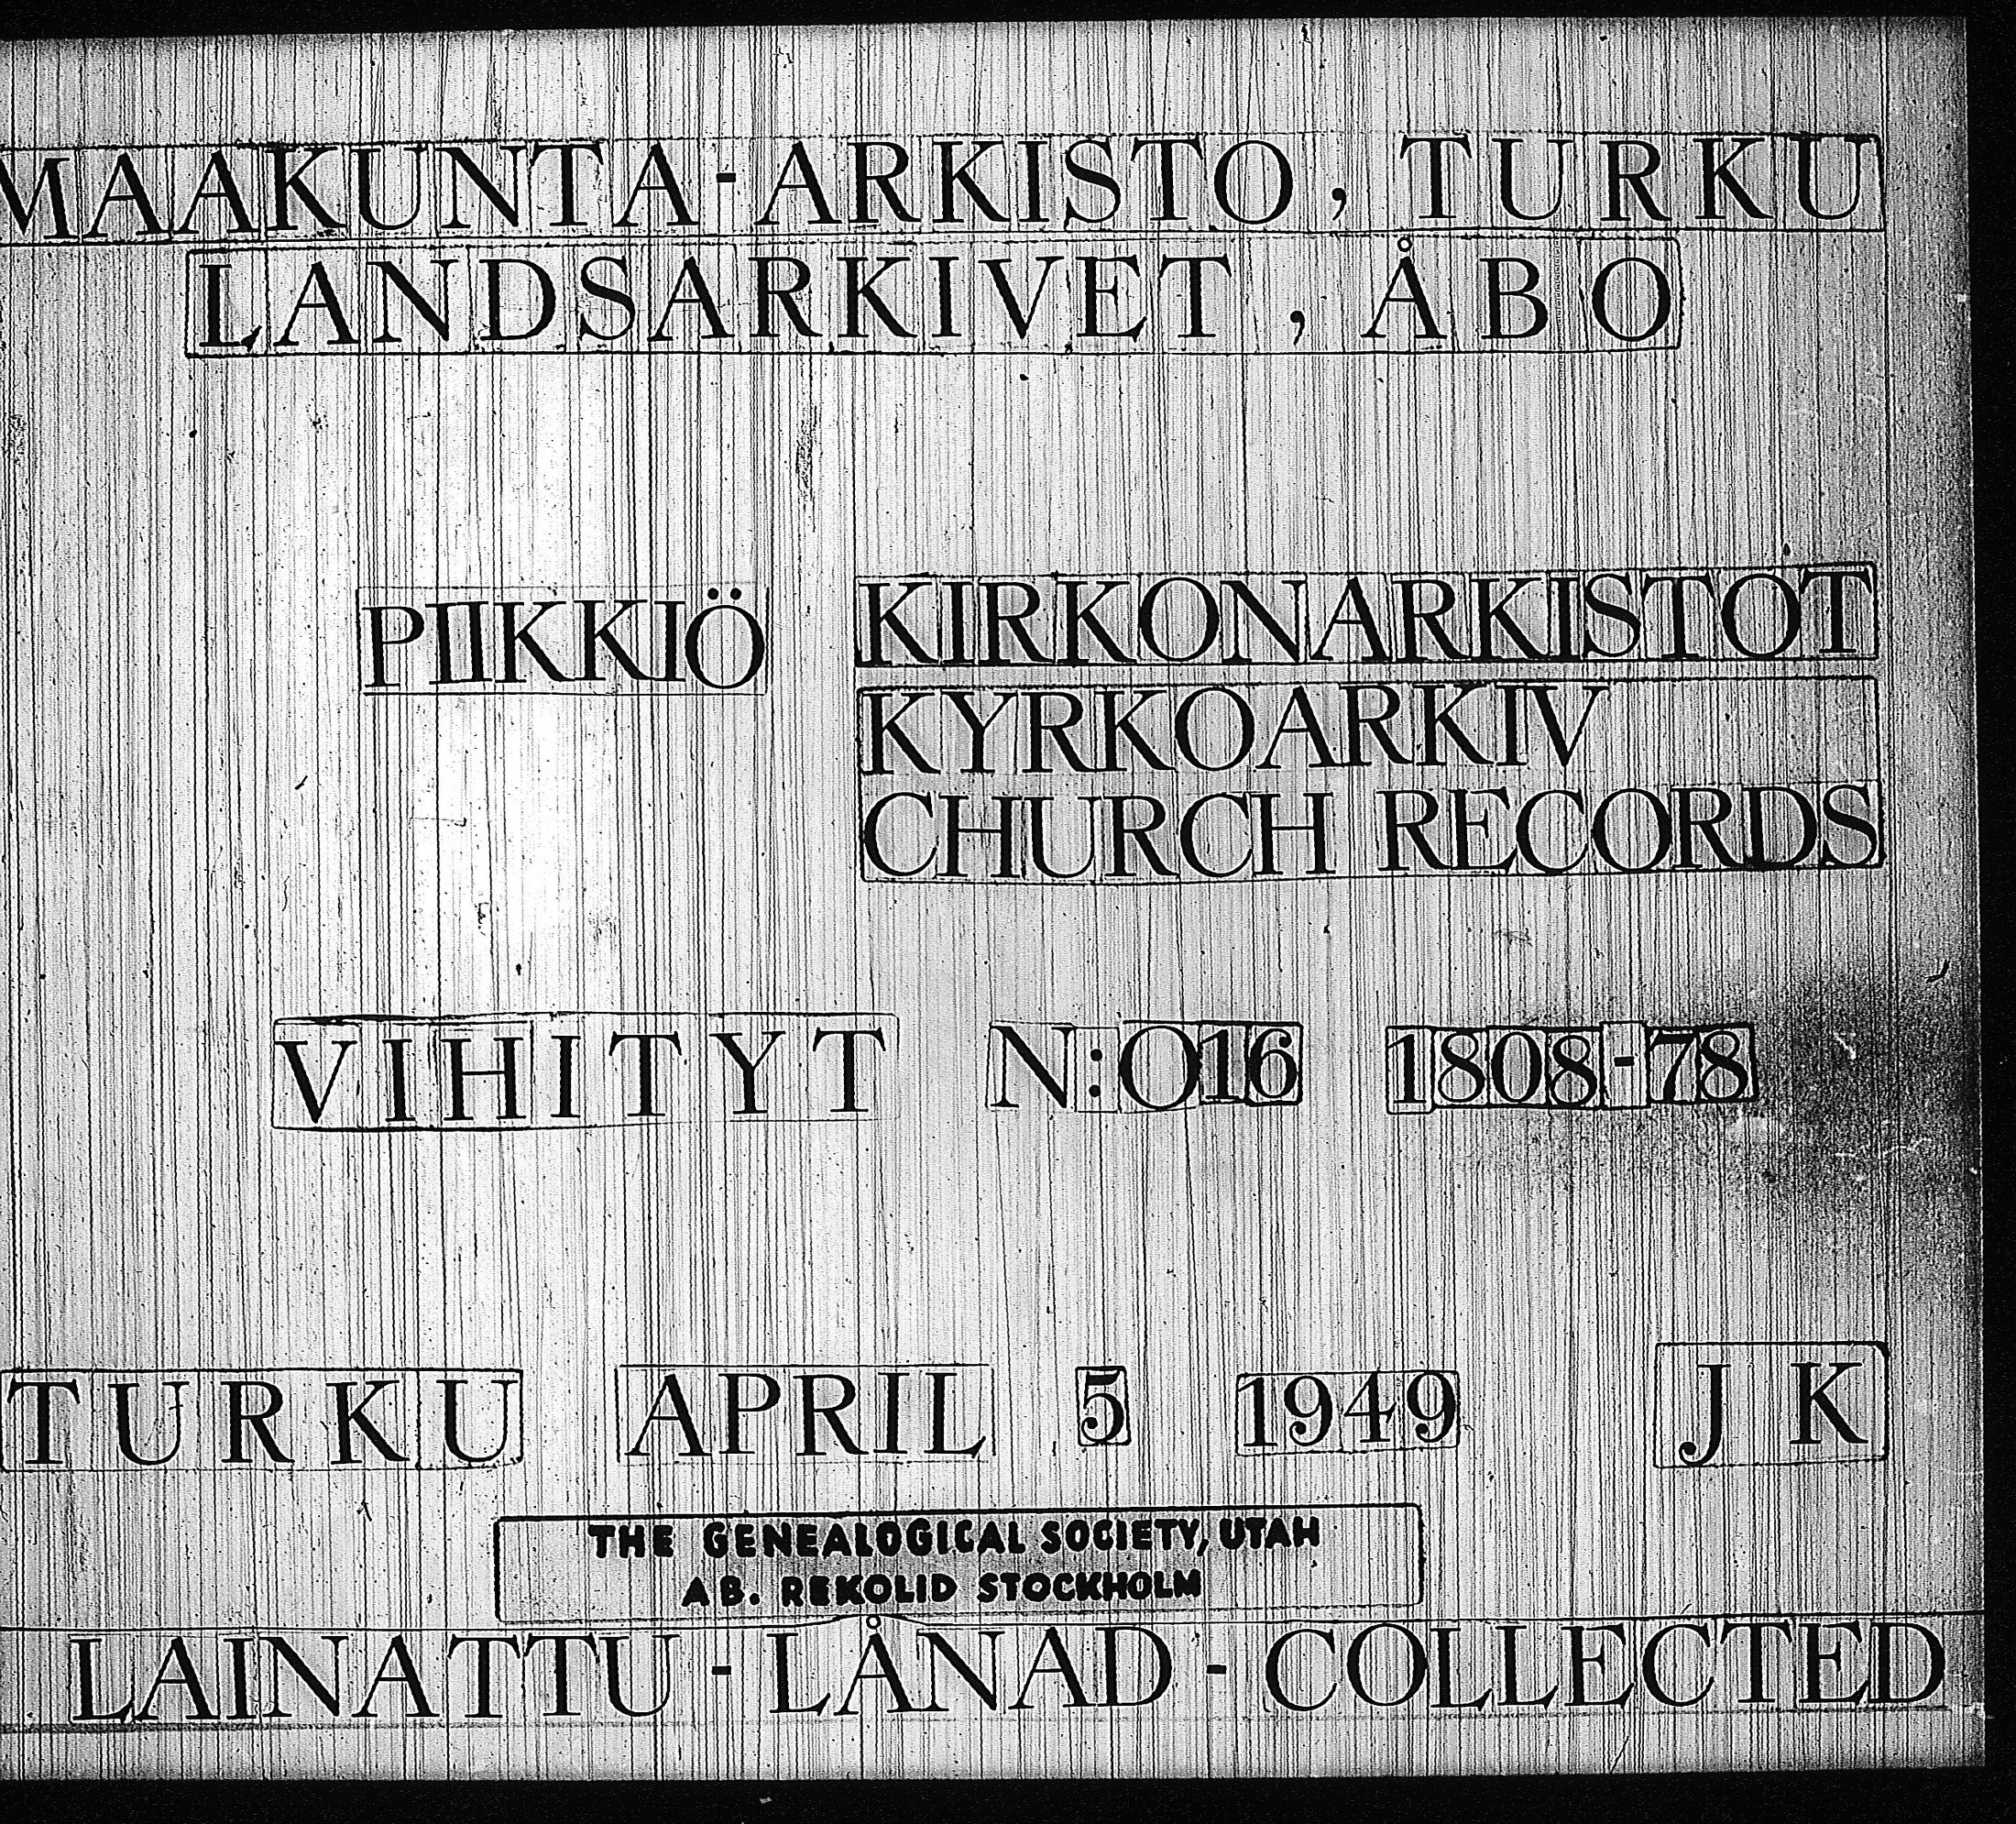 MAAKUNTA-ARKISTO, TURKU
LANDSARKIVET, ÅBO
PIIKKIÖ KIRKONARKISTOT
KYRKOARKIV
CHURCH RECORDS
VIHITYT N:O16 1808-78
TURKU APRIL 5 1949 JK
THE GENEALOGICAL SOCIETY, UTAH
AB. REKOLID STOCKHOLM
LAINATTU - LÅNAD - COLLECTED